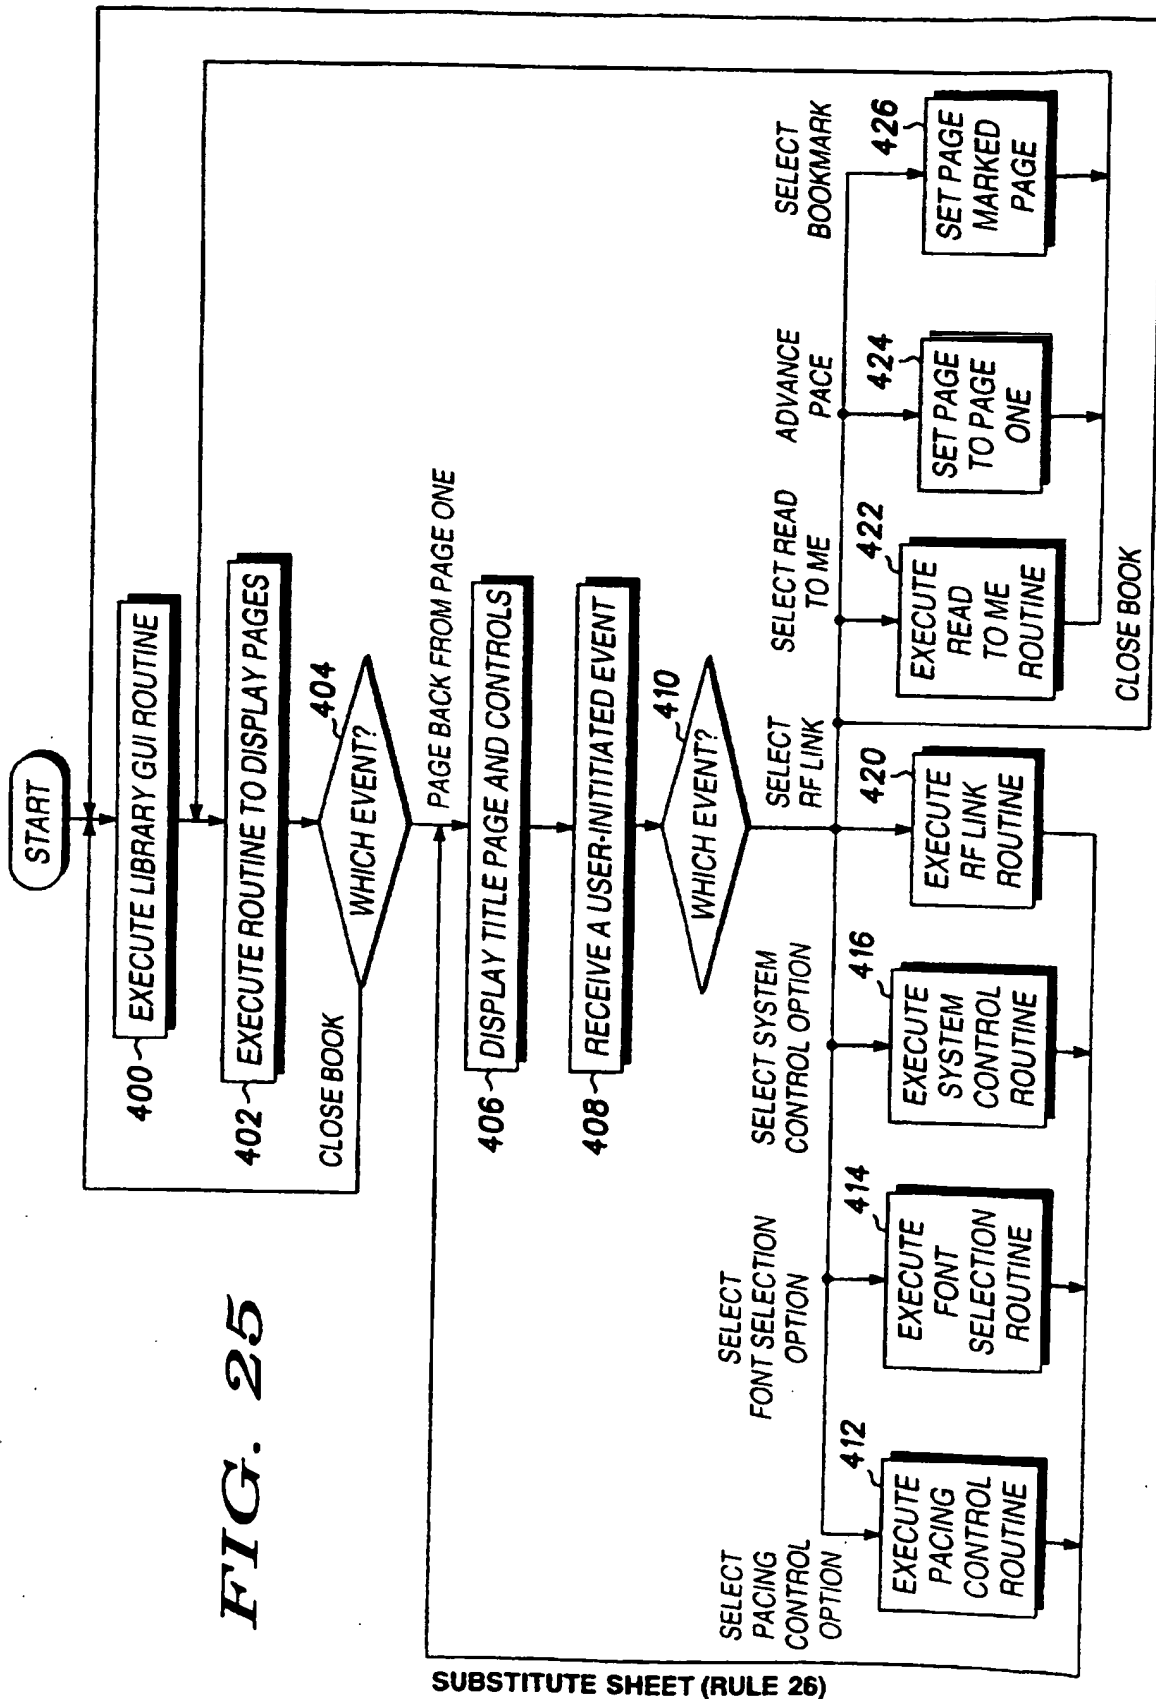 FIG. 25
START
400
EXECUTE LIBRARY GUI ROUTINE
402
EXECUTE ROUTINE TO DISPLAY PAGES
404
WHICH EVENT?
CLOSE BOOK
PAGE BACK FROM PAGE ONE
406
DISPLAY TITLE PAGE AND CONTROLS
408
RECEIVE A USER-INITIATED EVENT
410
WHICH EVENT?
SELECT
PACING
CONTROL
OPTION
412
EXECUTE
PACING
CONTROL
ROUTINE
SELECT
FONT SELECTION
OPTION
414
EXECUTE
FONT
SELECTION
ROUTINE
SELECT SYSTEM
CONTROL OPTION
416
EXECUTE
SYSTEM
CONTROL
ROUTINE
SELECT
RF LINK
420
EXECUTE
RF LINK
ROUTINE
SELECT READ
TO ME
422
EXECUTE
READ
TO ME
ROUTINE
ADVANCE
PACE
424
SET PAGE
TO PAGE
ONE
SELECT
BOOKMARK
426
SET PAGE
MARKED
PAGE
CLOSE BOOK
SUBSTITUTE SHEET (RULE 26)